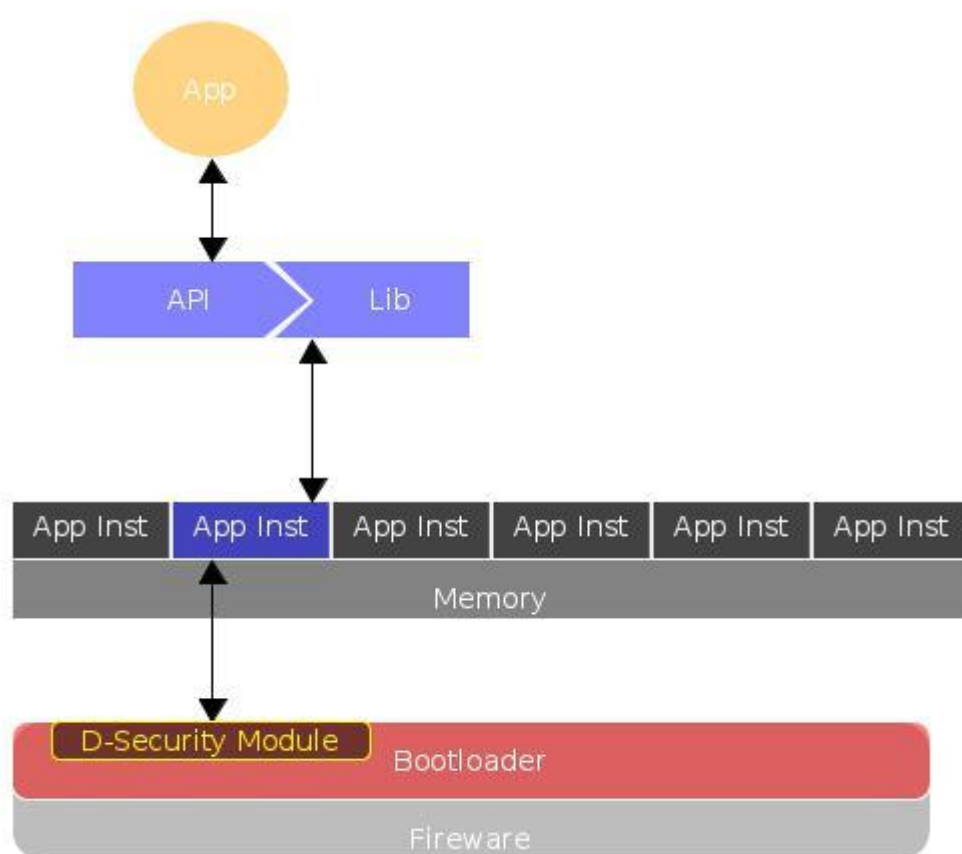 App
API Lib
App Inst App Inst App Inst App Inst App Inst App Inst
Memory
D-Security Module
Bootloader
Fireware